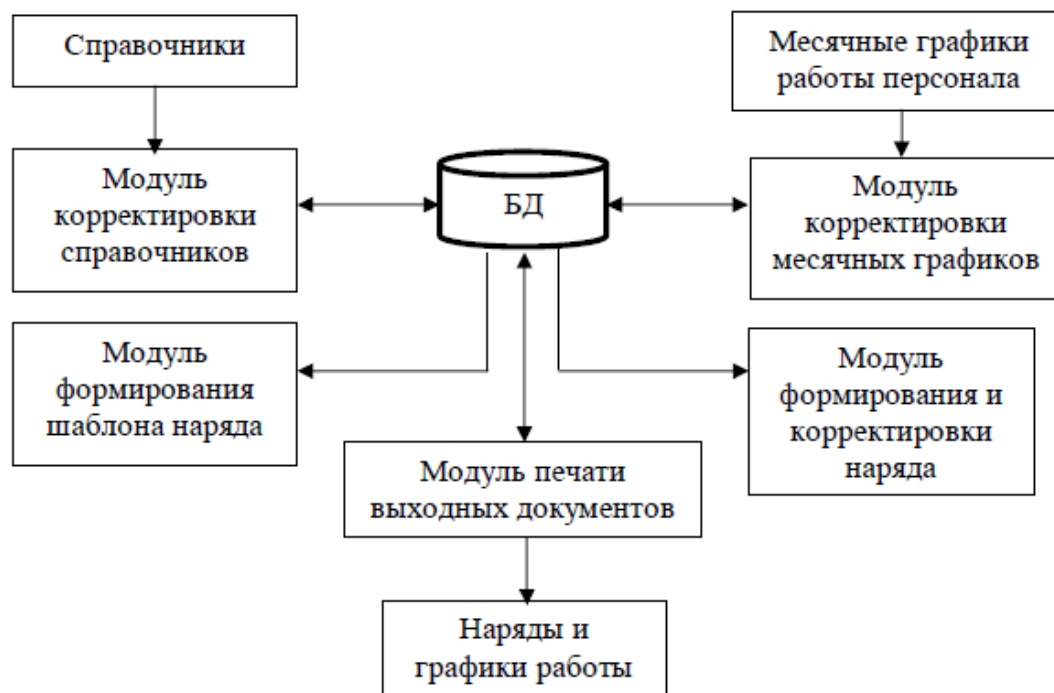 Справочники
Месячные графики
работы персонала
Модуль
корректировки
справочников
БД
Модуль
корректировки
месячных графиков
Модуль
формирования
шаблона наряда
Модуль
формирования и
корректировки
наряда
Модуль печати
выходных документов
Наряды и
графики работы